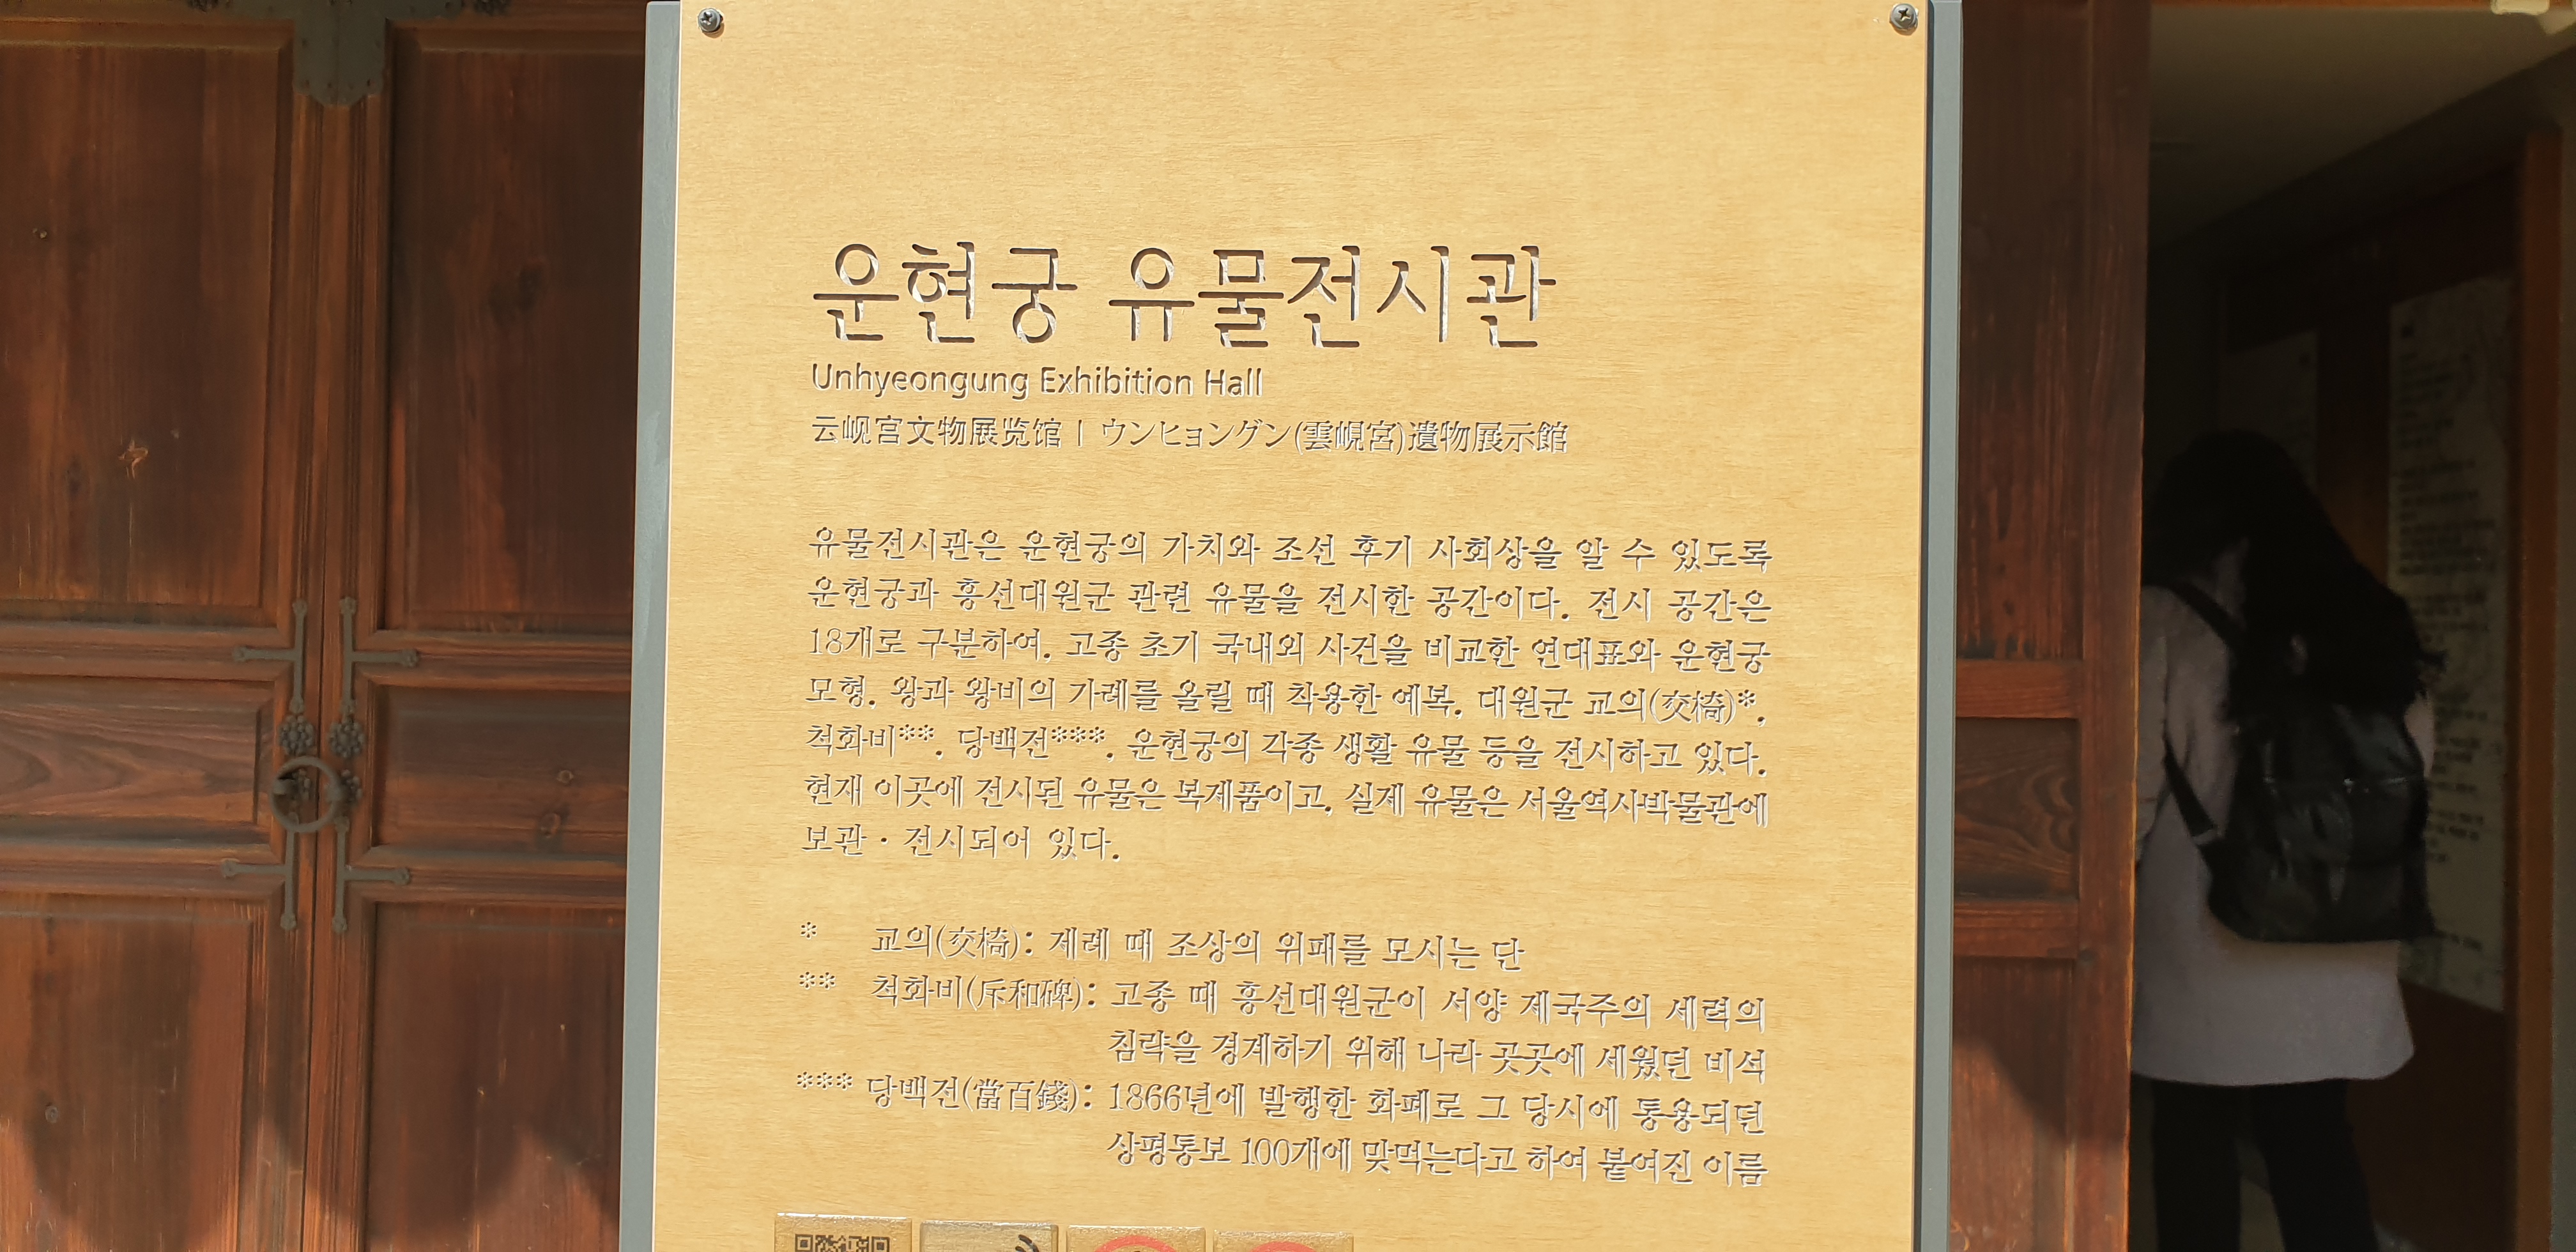 운현궁 유물전시관
Unhyeongung Exhibition Hall
云岘宫文物展览馆 | ウンヒョングン(雲峴宮)遺物展示館
유물전시관은 운현궁의 가치와 조선 후기 사회상을 알 수 있도록
운현궁과 흥선대원군 관련 유물을 전시한 공간이다. 전시 공간은
18개로 구분하여, 고종 초기 국내외 사건을 비교한 연대표와 운현궁
모형, 왕과 왕비의 가례를 올릴 때 착용한 예복, 대원군 교의(交椅)*,
척화비**, 당백전***, 운현궁의 각종 생활 유물 등을 전시하고 있다.
현재 이곳에 전시된 유물은 복제품이고, 실제 유물은 서울역사박물관에
보관 · 전시되어 있다.
* 교의(交椅): 제례 때 조상의 위패를 모시는 단
** 척화비(斥和碑): 고종 때 흥선대원군이 서양 제국주의 세력의
침략을 경계하기 위해 나라 곳곳에 세웠던 비석
*** 당백전(當百錢): 1866년에 발행한 화폐로 그 당시에 통용되던
상평통보 100개에 맞먹는다고 하여 붙여진 이름